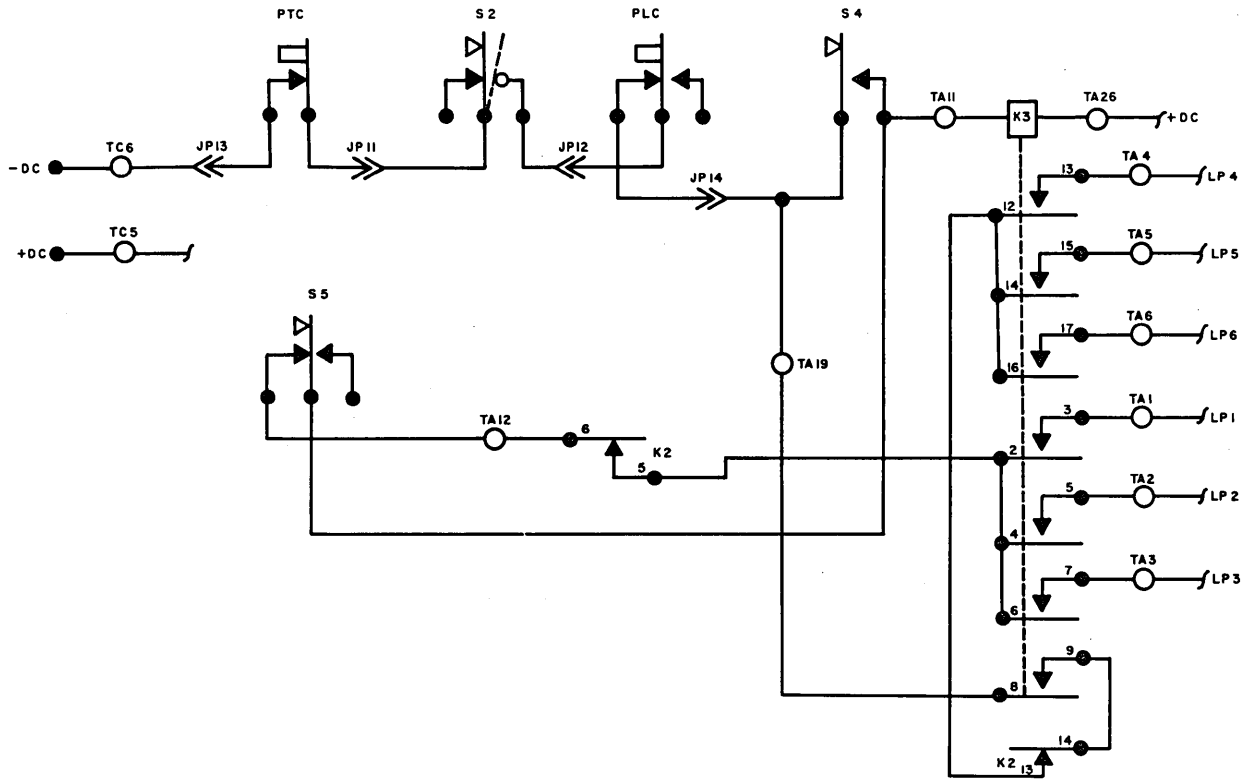 PTC S2 PLC S4
TA11 K3 TA26 +DC
-DC TC6 JP13 JP11 JP12
JP14
13 TA4 LP4
12
+DC TC5
15 TA5 LP5
14
S5
17 TA6 LP6
16
TA19
3 TA1 LP1
TA12 6 K2
5 2
5 TA2 LP2
4
7 TA3 LP3
6
9
8
14
K2 13